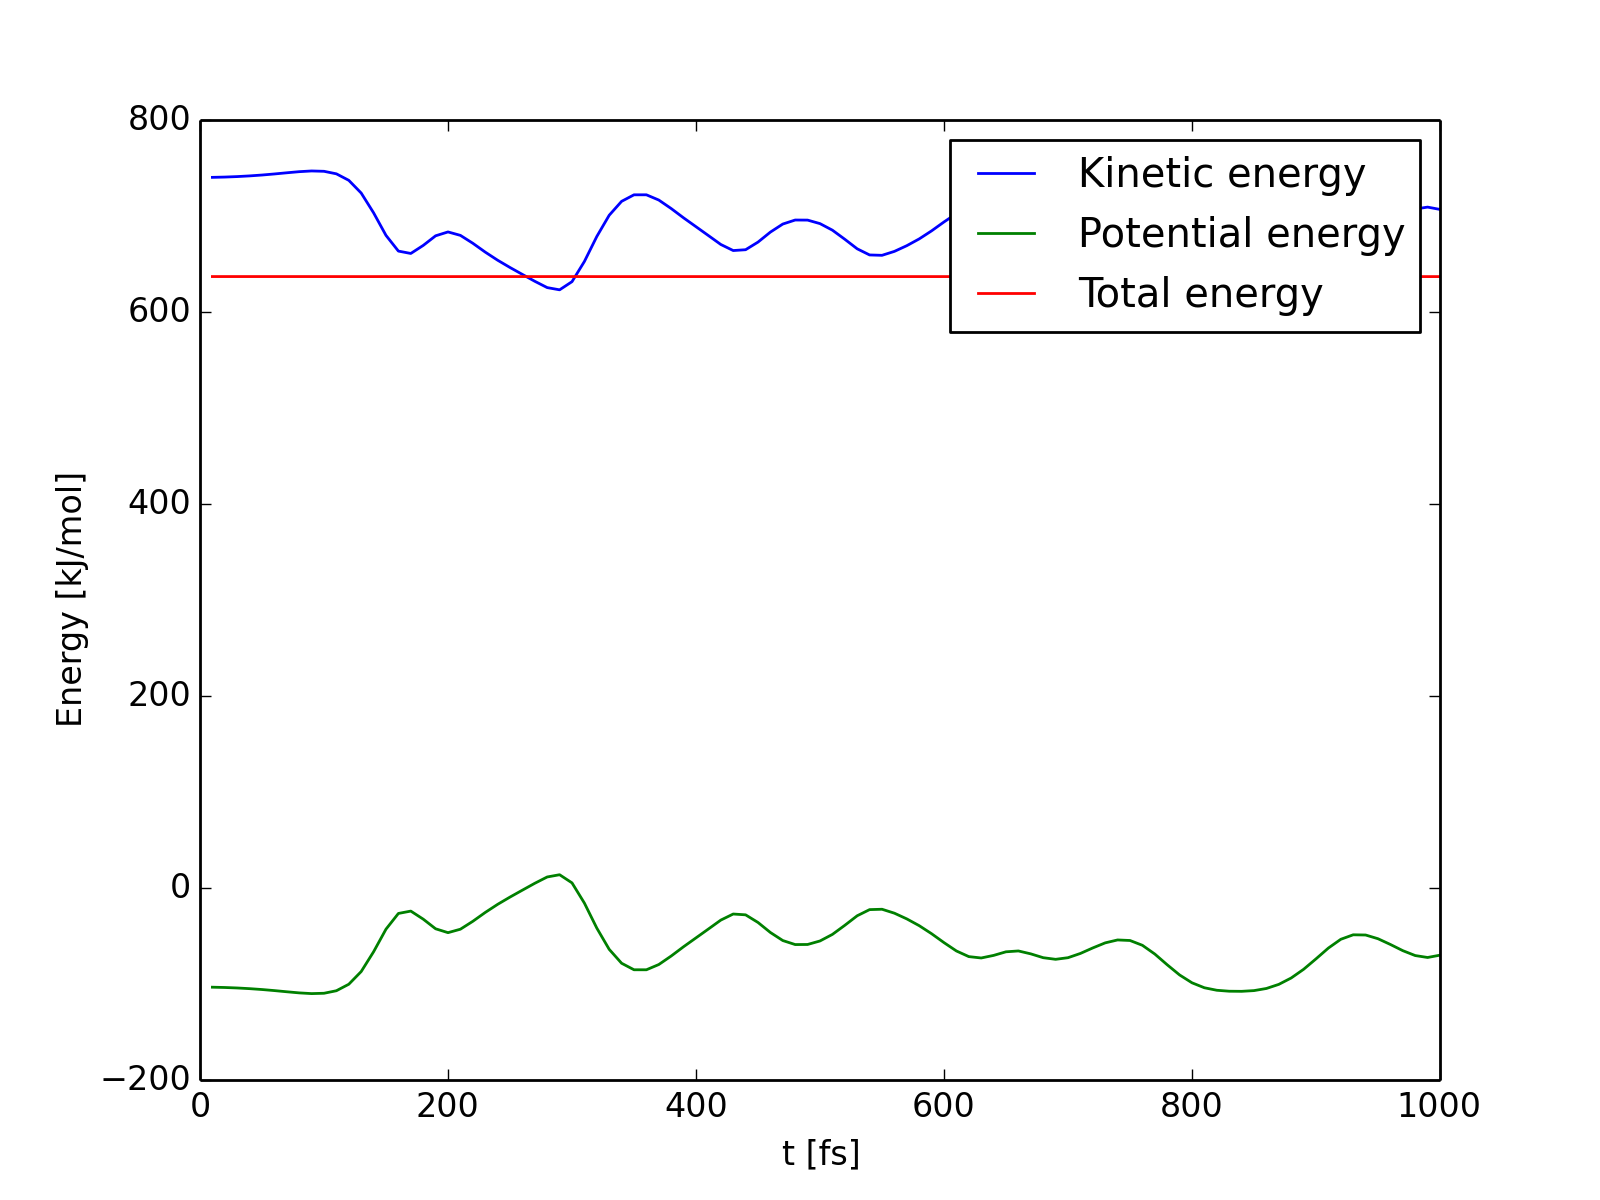 800
600
400
200
0
−200
0 200 400 600 800 1000
Energy [kJ/mol]
t [fs]
Kinetic energy
Potential energy
Total energy